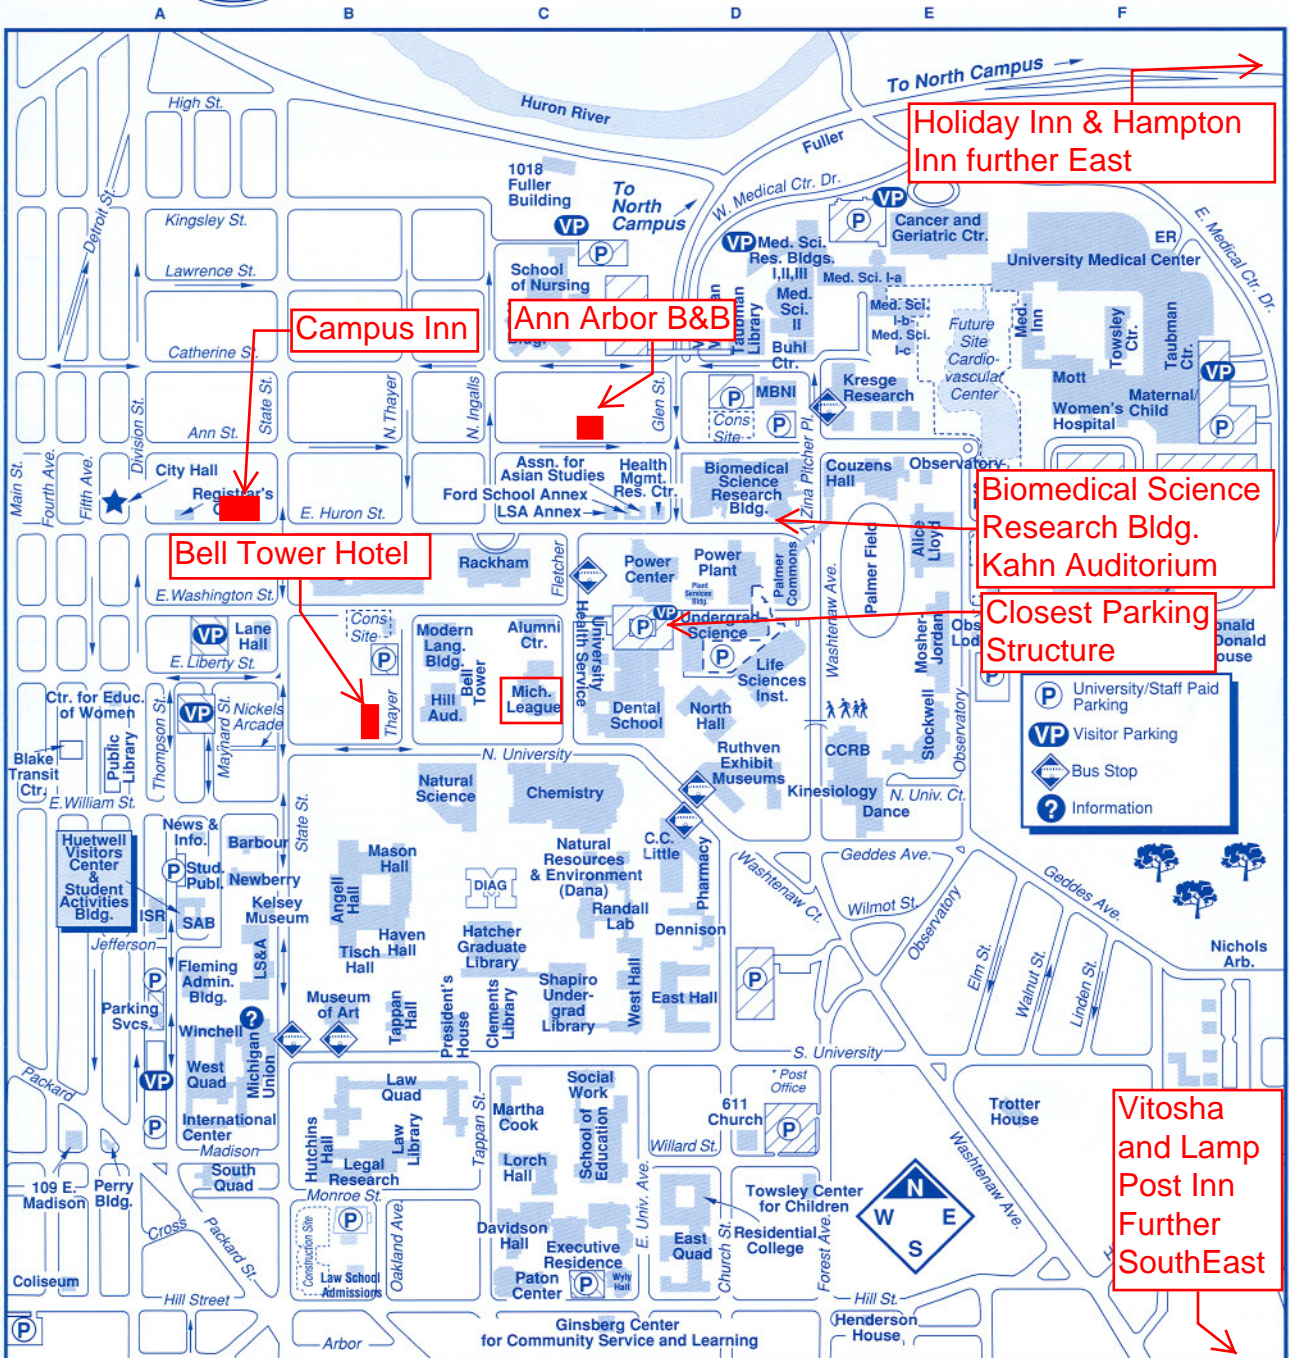 A
B
C
D
E
F
To North Campus
High St.
Huron River
Holiday Inn & Hampton
Inn further East
Fuller
1018
Fuller
Building
To
North
Campus
W. Medical Ctr. Dr.
VP
Detroit St.
Kingsley St.
VP
P
Cancer and
Geriatric Ctr.
E. Medical Ctr. Dr.
ER
P
VP
Med. Sci.
Res. Bldgs.
I,II,III
University Medical Center
Lawrence St.
School
of Nursing
Med. Sci. I-a
Med.
Sci.
II
Med. Sci.
I-b
Med. Sci.
I-c
Campus Inn
Ann Arbor B&B
Taubman
Library
Future
Site
Cardio-
vascular
Center
Med.
Inn
Towsley
Ctr.
Taubman
Ctr.
Catherine St.
Buhl
Ctr.
Mott
VP
Division St.
State St.
N. Thayer
N. Ingalls
Glen St.
P
MBNI
Kresge
Research
Maternal/
Child
Women's
Hospital
Cons
Site
P
P
Ann St.
Zina Pitcher Pl.
Main St.
Fourth Ave.
Fifth Ave.
City Hall
Registrar's
Assn. for
Asian Studies
Health
Mgmt.
Res. Ctr.
Ford School Annex
LSA Annex
Biomedical
Science
Research
Bldg.
Couzens
Hall
Observatory
Biomedical Science
Research Bldg.
Kahn Auditorium
E. Huron St.
Bell Tower Hotel
Rackham
Fletcher
Power
Center
Power
Plant
Plant
Services
Bldg.
Palmer
Commons
Washtenaw Ave.
Palmer Field
Alice
Lloyd
E.Washington St.
Closest Parking
Structure
VP
Lane
Hall
Cons
Site
P
Modern
Lang.
Bldg.
Alumni
Ctr.
University
Health Service
P
VP
Undergrad
Science
P
Mosher-
Jordan
Obs
Lod
P
onald
Donald
ouse
E. Liberty St.
Bell
Tower
Hill
Aud.
Mich.
League
Life
Sciences
Inst.
Ctr. for Educ.
of Women
Thompson St.
VP
Maynard St.
Nickels
Arcade
Thayer
Dental
School
North
Hall
Stockwell
Observatory
P
University/Staff Paid
Parking
VP
Visitor Parking
Bus Stop
?
Information
Blake
Transit
Ctr.
Public
Library
N. University
Ruthven
Exhibit
Museums
CCRB
E.William St.
State St.
Natural
Science
Chemistry
Kinesiology
Dance
N. Univ. Ct.
Huetwell
Visitors
Center
&
Student
Activities
Bldg.
News &
Info.
P
Stud.
Publ.
Barbour
Newberry
Mason
Hall
Angell
Hall
DIAG
Natural
Resources
& Environment
(Dana)
C.C.
Little
Pharmacy
Washtenaw Ct.
Geddes Ave.
Geddes Ave.
Kelsey
Museum
ISR
SAB
Jefferson
Haven
Hall
Tisch
Hall
Hatcher
Graduate
Library
Randall
Lab
Dennison
Wilmot St.
Observatory
Elm St.
Walnut St.
Linden St.
Nichols
Arb.
LS&A
Fleming
Admin.
Bldg.
P
Parking
Svcs.
Museum
of Art
Tappan
Hall
President's
House
Clements
Library
Shapiro
Under-
grad
Library
West Hall
East Hall
P
Winchell
?
Michigan
Union
S. University
West
Quad
VP
Packard
P
International
Center
Madison
Law
Quad
Law
Library
Hutchins
Hall
Legal
Research
Tappan St.
Martha
Cook
Lorch
Hall
Social
Work
School of
Education
* Post
Office
611
Church
P
Willard St.
Trotter
House
Washtenaw Ave.
Vitosha
and Lamp
Post Inn
Further
SouthEast
109 E.
Madison
Perry
Bldg.
South
Quad
Monroe St.
Cross
Packard St.
Construction Site
P
Law School
Admissions
Oakland Ave.
Davidson
Hall
Executive
Residence
Paton
Center
P
Wyly
Hall
E. Univ. Ave.
East
Quad
Church St.
Towsley Center
for Children
Residential
College
Forest Ave.
N
W
E
S
H
Coliseum
Hill Street
Hill St.
P
Arbor
Ginsberg Center
for Community Service and Learning
Henderson
House